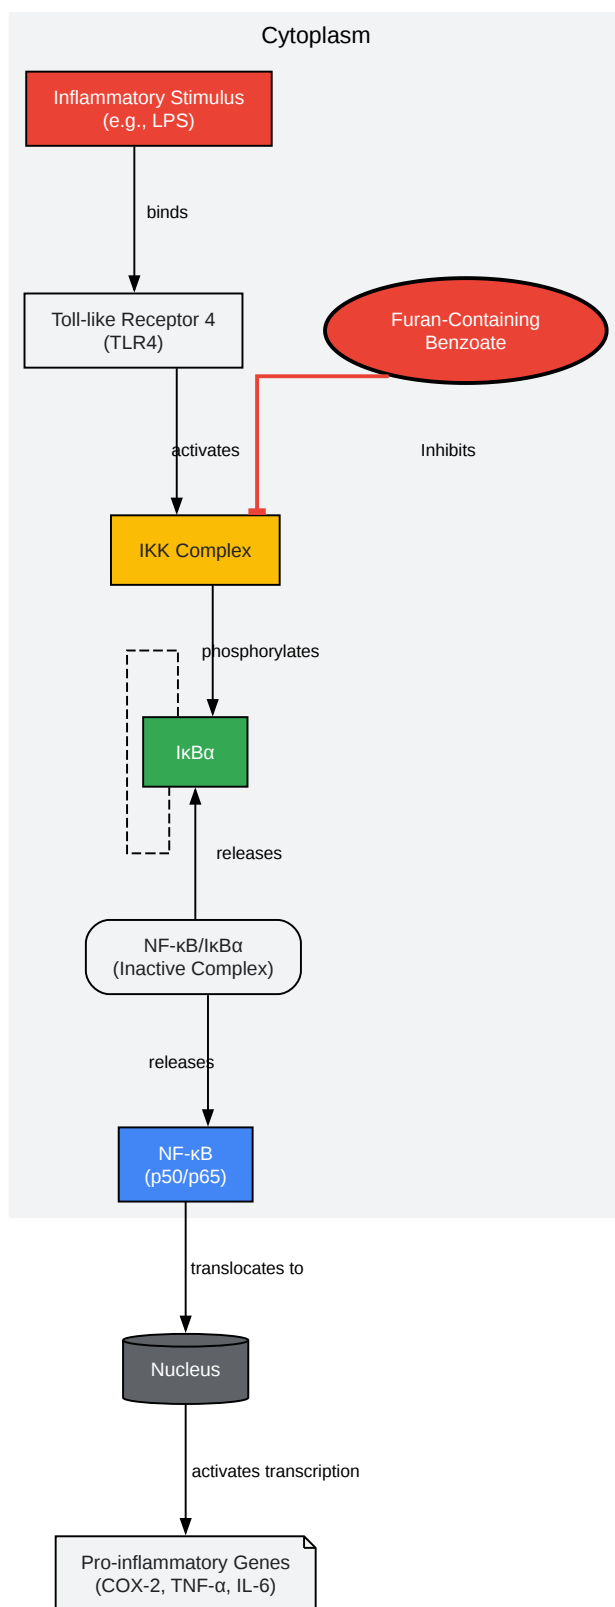 Cytoplasm
Inflammatory Stimulus
(e.g., LPS)
binds
Toll-like Receptor 4
(TLR4)
Furan-Containing
Benzoate
activates
Inhibits
IKK Complex
phosphorylates
IκBα
releases
NF-κB/IκBα
(Inactive Complex)
releases
NF-κB
(p50/p65)
translocates to
Nucleus
activates transcription
Pro-inflammatory Genes
(COX-2, TNF-α, IL-6)